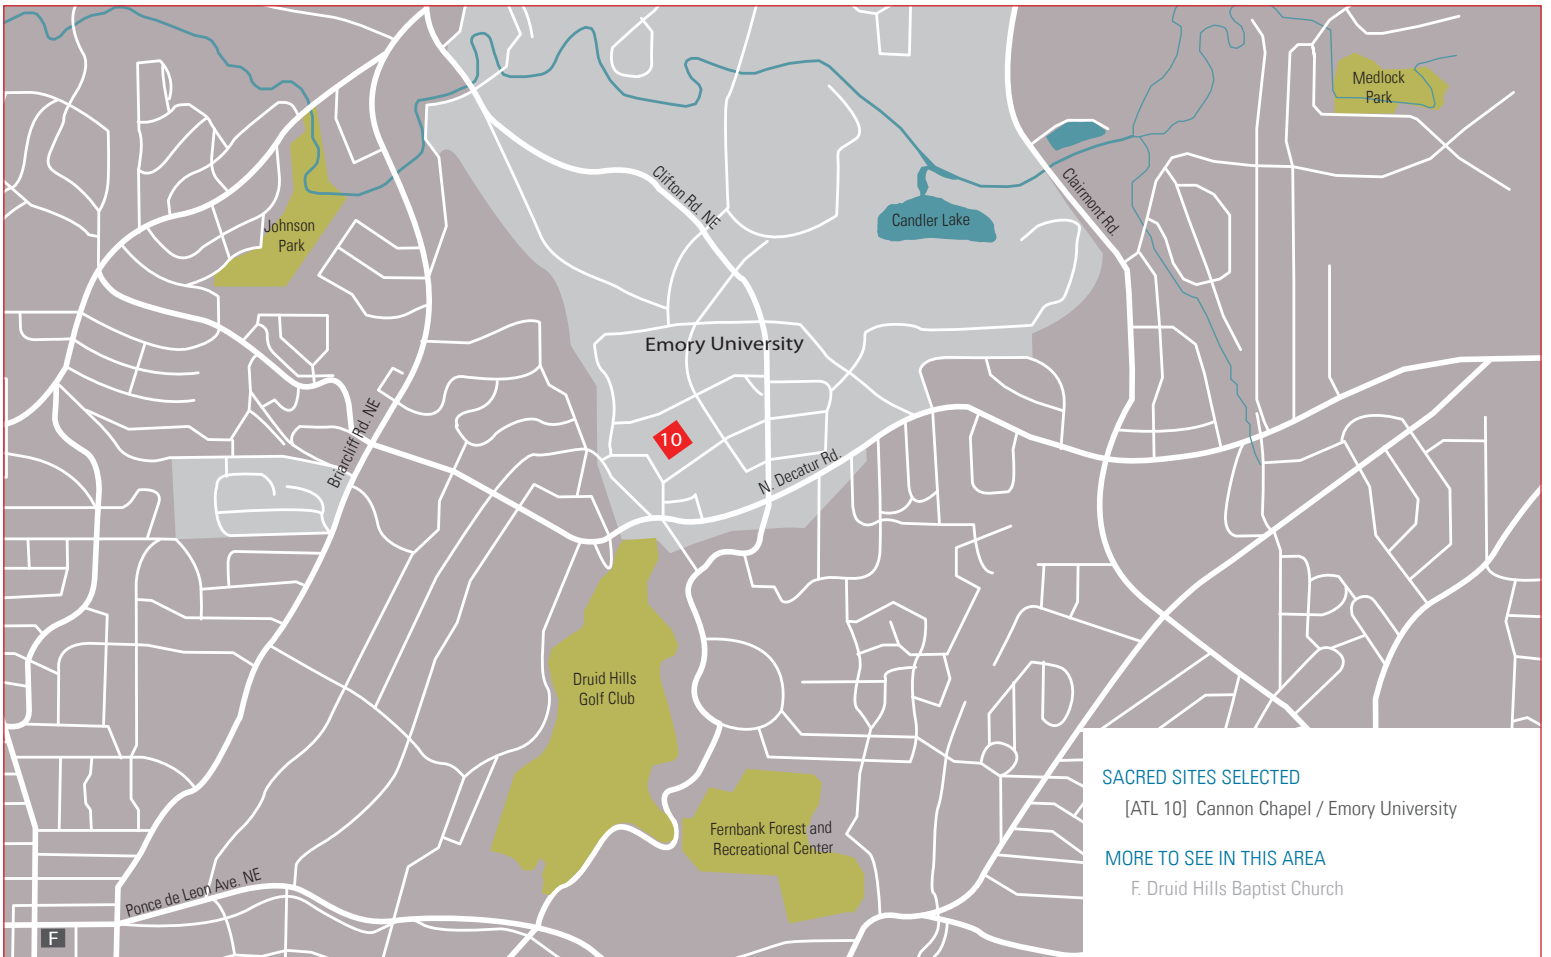 Medlock
Park
Clifton Rd. NE
Clairmont Rd.
Candler Lake
Johnson
Park
Emory University
10
Briarcliff Rd. NE
N. Decatur Rd.
Druid Hills
Golf Club
Fernbank Forest and
Recreational Center
Ponce de Leon Ave. NE
F
SACRED SITES SELECTED
[ATL 10] Cannon Chapel / Emory University
MORE TO SEE IN THIS AREA
F. Druid Hills Baptist Church